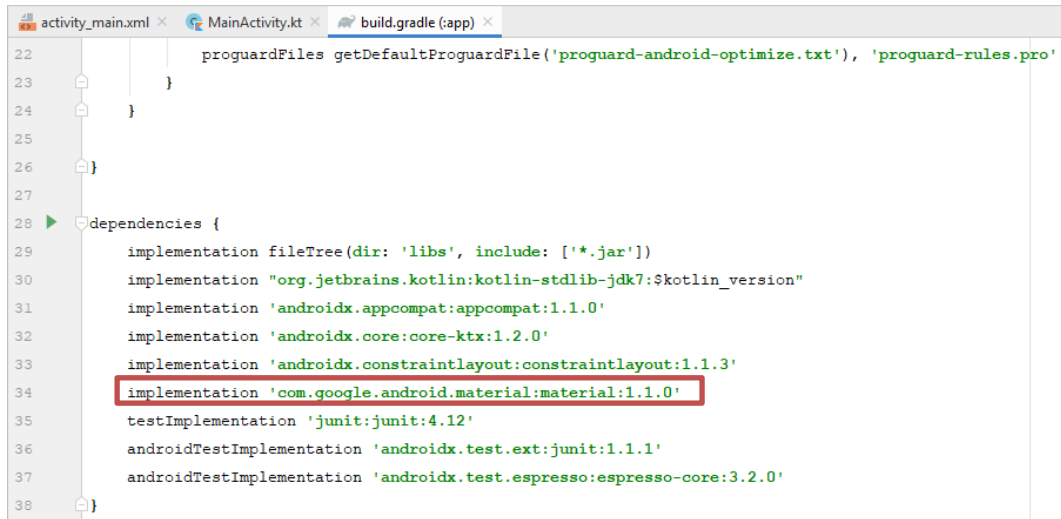 activity_main.xml MainActivity.kt build.gradle (:app)
22 proguardFiles getDefaultProguardFile('proguard-android-optimize.txt'), 'proguard-rules.pro'
23 }
24 }
25
26 }
27
28 dependencies {
29 implementation fileTree(dir: 'libs', include: ['*.jar'])
30 implementation "org.jetbrains.kotlin:kotlin-stdlib-jdk7:$kotlin_version"
31 implementation 'androidx.appcompat:appcompat:1.1.0'
32 implementation 'androidx.core:core-ktx:1.2.0'
33 implementation 'androidx.constraintlayout:constraintlayout:1.1.3'
34 implementation 'com.google.android.material:material:1.1.0'
35 testImplementation 'junit:junit:4.12'
36 androidTestImplementation 'androidx.test.ext:junit:1.1.1'
37 androidTestImplementation 'androidx.test.espresso:espresso-core:3.2.0'
38 }